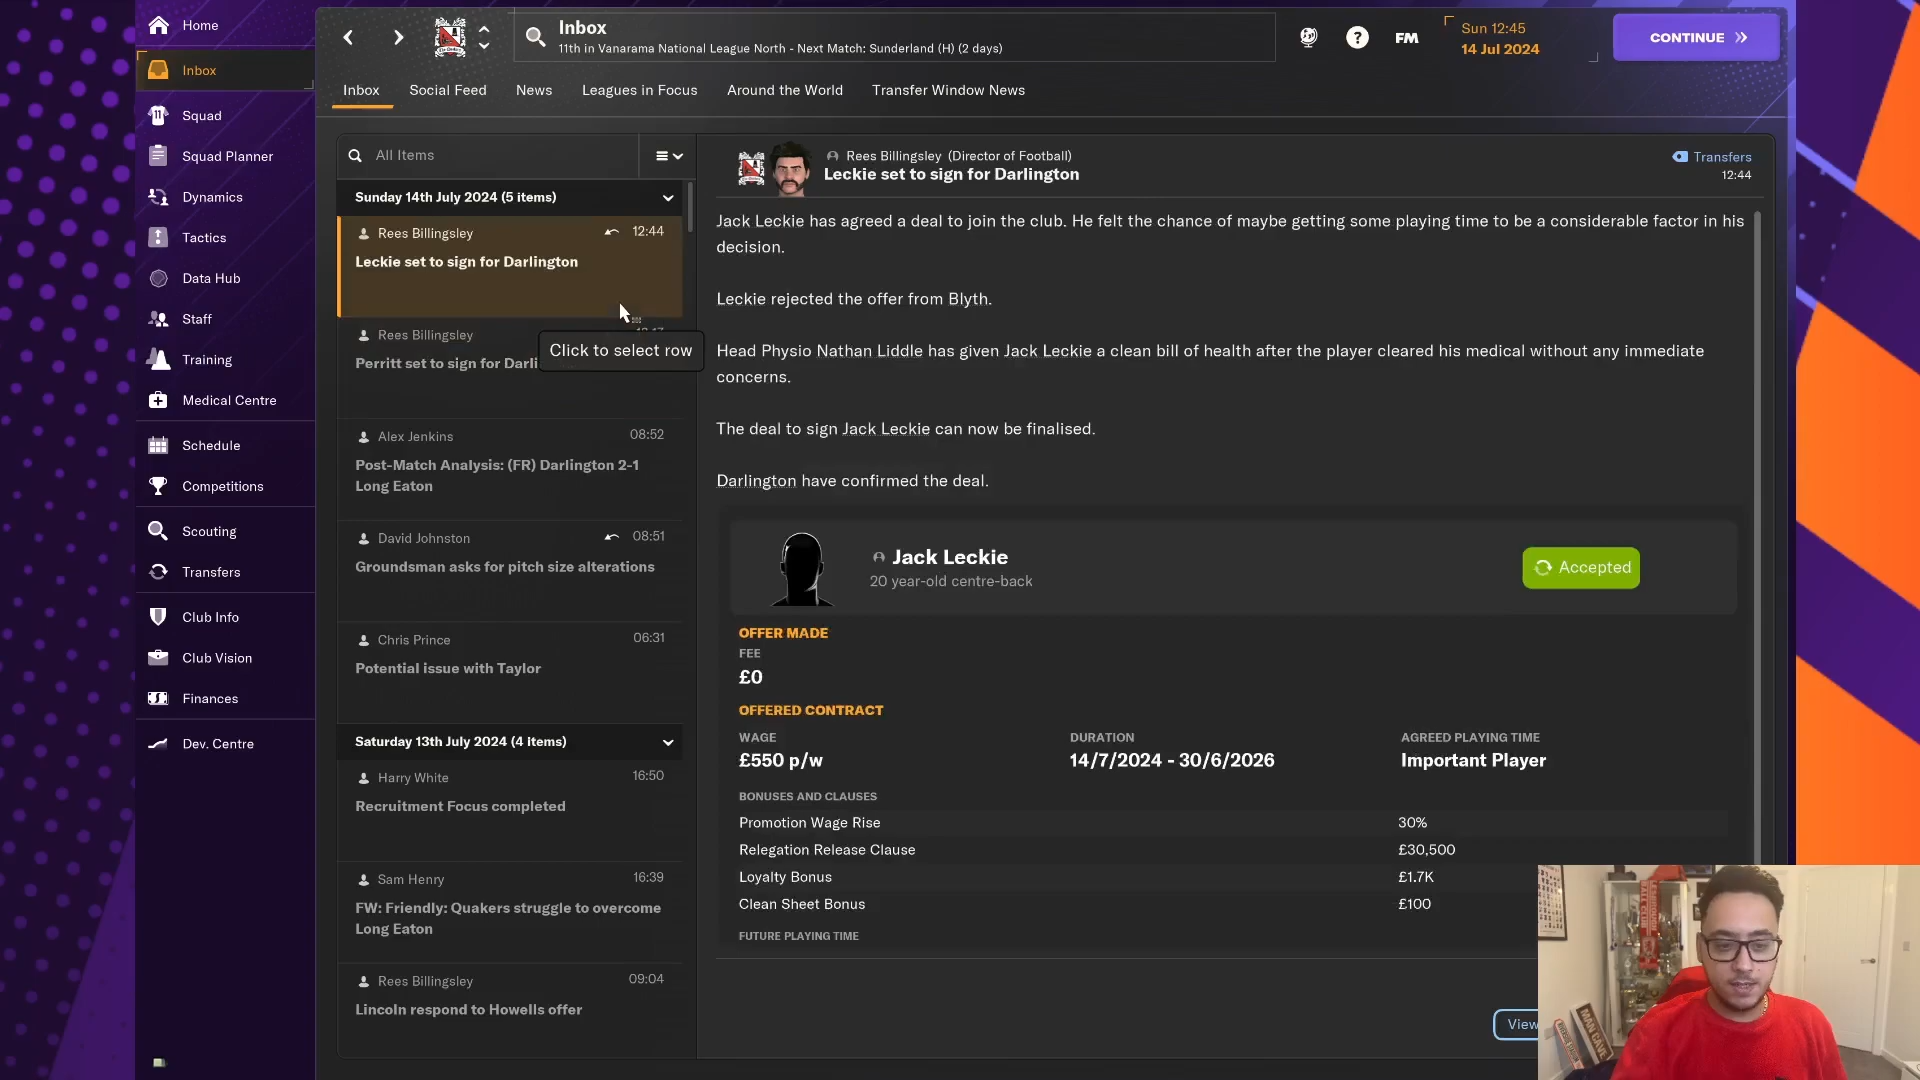 Home
Inbox
Squad
Squad Planner
Dynamics
Tactics
Data Hub
Staff
Training
Medical Centre
Schedule
Competitions
Scouting
Transfers
Club Info
Club Vision
Finances
Dev. Centre
Inbox
11th in Vanarama National League North - Next Match: Sunderland (H) (2 days)
?
FM
Sun 12:45
14 Jul 2024
CONTINUE
Inbox
Social Feed
News
Leagues in Focus
Around the World
Transfer Window News
All Items
Sunday 14th July 2024 (5 items)
Rees Billingsley 12:44
Leckie set to sign for Darlington
Rees Billingsley
Perritt set to sign for Darli
Click to select row
Alex Jenkins 08:52
Post-Match Analysis: (FR) Darlington 2-1
Long Eaton
David Johnston 08:51
Groundsman asks for pitch size alterations
Chris Prince 06:31
Potential issue with Taylor
Saturday 13th July 2024 (4 items)
Harry White 16:50
Recruitment Focus completed
Sam Henry 16:39
FW: Friendly: Quakers struggle to overcome
Long Eaton
Rees Billingsley 09:04
Lincoln respond to Howells offer
Rees Billingsley (Director of Football)
Leckie set to sign for Darlington
Transfers
12:44
Jack Leckie has agreed a deal to join the club. He felt the chance of maybe getting some playing time to be a considerable factor in his
decision.
Leckie rejected the offer from Blyth.
Head Physio Nathan Liddle has given Jack Leckie a clean bill of health after the player cleared his medical without any immediate
concerns.
The deal to sign Jack Leckie can now be finalised.
Darlington have confirmed the deal.
Jack Leckie
20 year-old centre-back
Accepted
OFFER MADE
FEE
£0
OFFERED CONTRACT
WAGE
£550 p/w
DURATION
14/7/2024 - 30/6/2026
AGREED PLAYING TIME
Important Player
BONUSES AND CLAUSES
Promotion Wage Rise 30%
Relegation Release Clause £30,500
Loyalty Bonus £1.7K
Clean Sheet Bonus £100
FUTURE PLAYING TIME
View
MAN CAVE